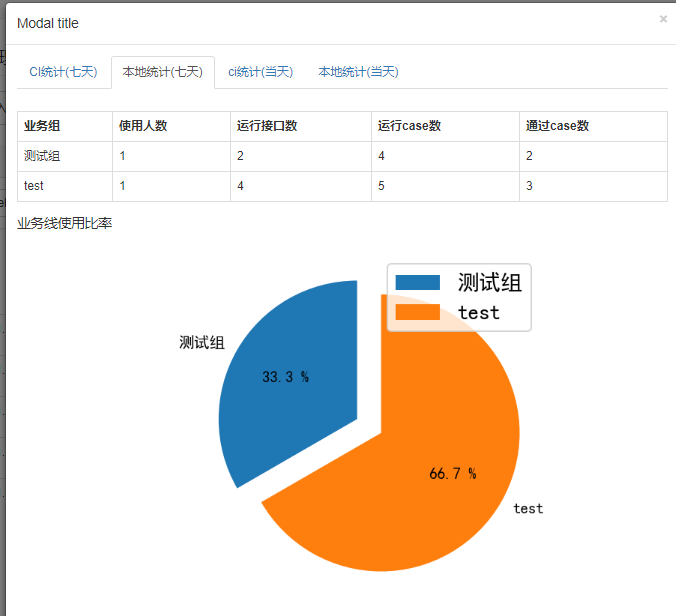 Modal title
×
CI统计(七天) 本地统计(七天) ci统计(当天) 本地统计(当天)
业务组 使用人数 运行接口数 运行case数 通过case数
测试组 1 2 4 2
test 1 4 5 3
业务线使用比率
测试组
test
测试组
33.3 %
66.7 %
test